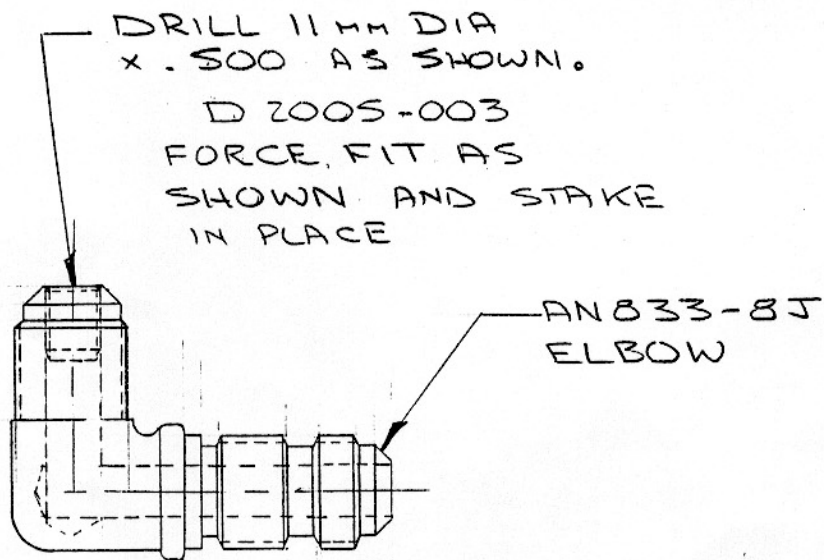 DRILL 11 MM DIA
x .500 AS SHOWN.
D 2005-003
FORCE FIT AS
SHOWN AND STAKE
IN PLACE
AN833-8J
ELBOW